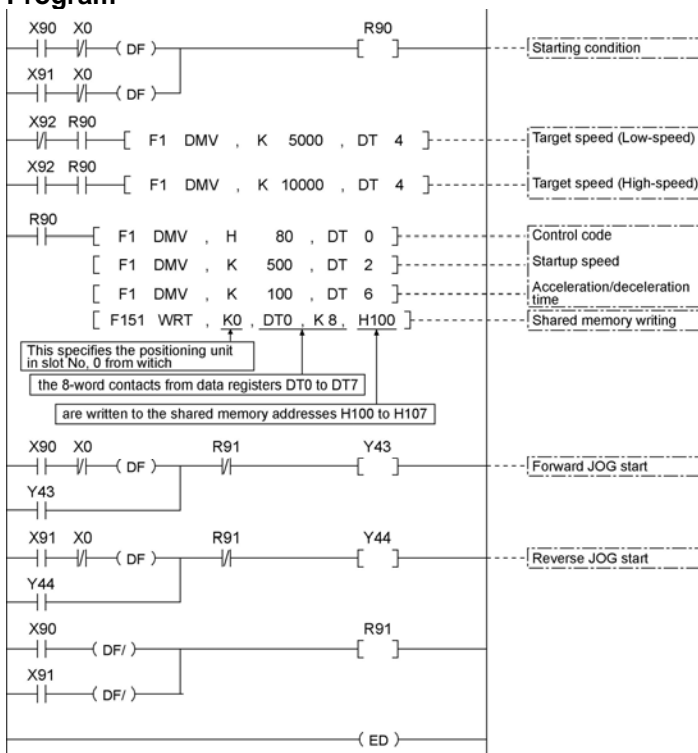 Program
X90 X0 R90
( DF ) [ ] Starting condition
X91 X0
( DF )
X92 R90
[ F1 DMV , K 5000 , DT 4 ] Target speed (Low-speed)
X92 R90
[ F1 DMV , K 10000 , DT 4 ] Target speed (High-speed)
R90
[ F1 DMV , H 80 , DT 0 ] Control code
[ F1 DMV , K 500 , DT 2 ] Startup speed
[ F1 DMV , K 100 , DT 6 ] Acceleration/deceleration
time
[ F151 WRT , K0 , DT0 , K 8 , H100 ] Shared memory writing
This specifies the positioning unit
in slot No, 0 from witich
the 8-word contacts from data registers DT0 to DT7
are written to the shared memory addresses H100 to H107
X90 X0 R91 Y43
( DF ) [ ] Forward JOG start
Y43
X91 X0 R91 Y44
( DF ) [ ] Reverse JOG start
Y44
X90 R91
( DF/ ) [ ]
X91
( DF/ )
( ED )